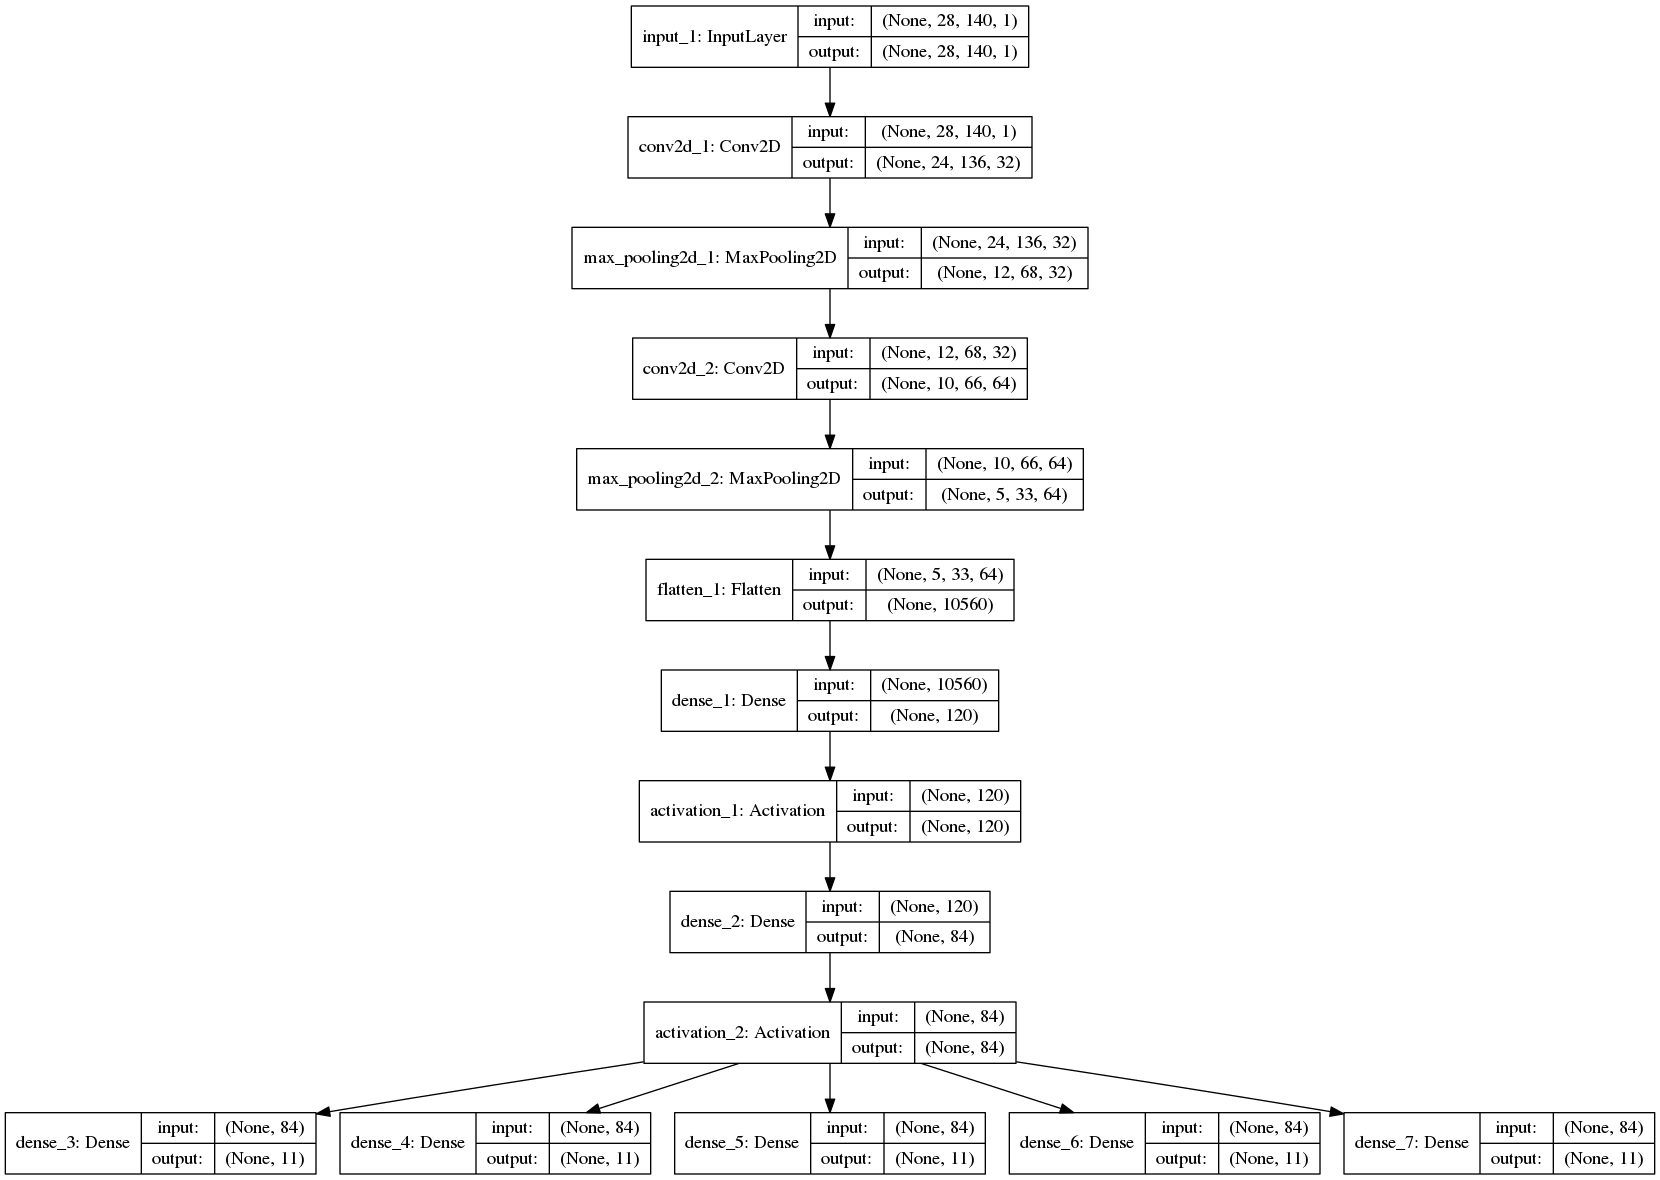 input_1: InputLayer
input: (None, 28, 140, 1)
output: (None, 28, 140, 1)
conv2d_1: Conv2D
input: (None, 28, 140, 1)
output: (None, 24, 136, 32)
max_pooling2d_1: MaxPooling2D
input: (None, 24, 136, 32)
output: (None, 12, 68, 32)
conv2d_2: Conv2D
input: (None, 12, 68, 32)
output: (None, 10, 66, 64)
max_pooling2d_2: MaxPooling2D
input: (None, 10, 66, 64)
output: (None, 5, 33, 64)
flatten_1: Flatten
input: (None, 5, 33, 64)
output: (None, 10560)
dense_1: Dense
input: (None, 10560)
output: (None, 120)
activation_1: Activation
input: (None, 120)
output: (None, 120)
dense_2: Dense
input: (None, 120)
output: (None, 84)
activation_2: Activation
input: (None, 84)
output: (None, 84)
dense_3: Dense
input: (None, 84)
output: (None, 11)
dense_4: Dense
input: (None, 84)
output: (None, 11)
dense_5: Dense
input: (None, 84)
output: (None, 11)
dense_6: Dense
input: (None, 84)
output: (None, 11)
dense_7: Dense
input: (None, 84)
output: (None, 11)